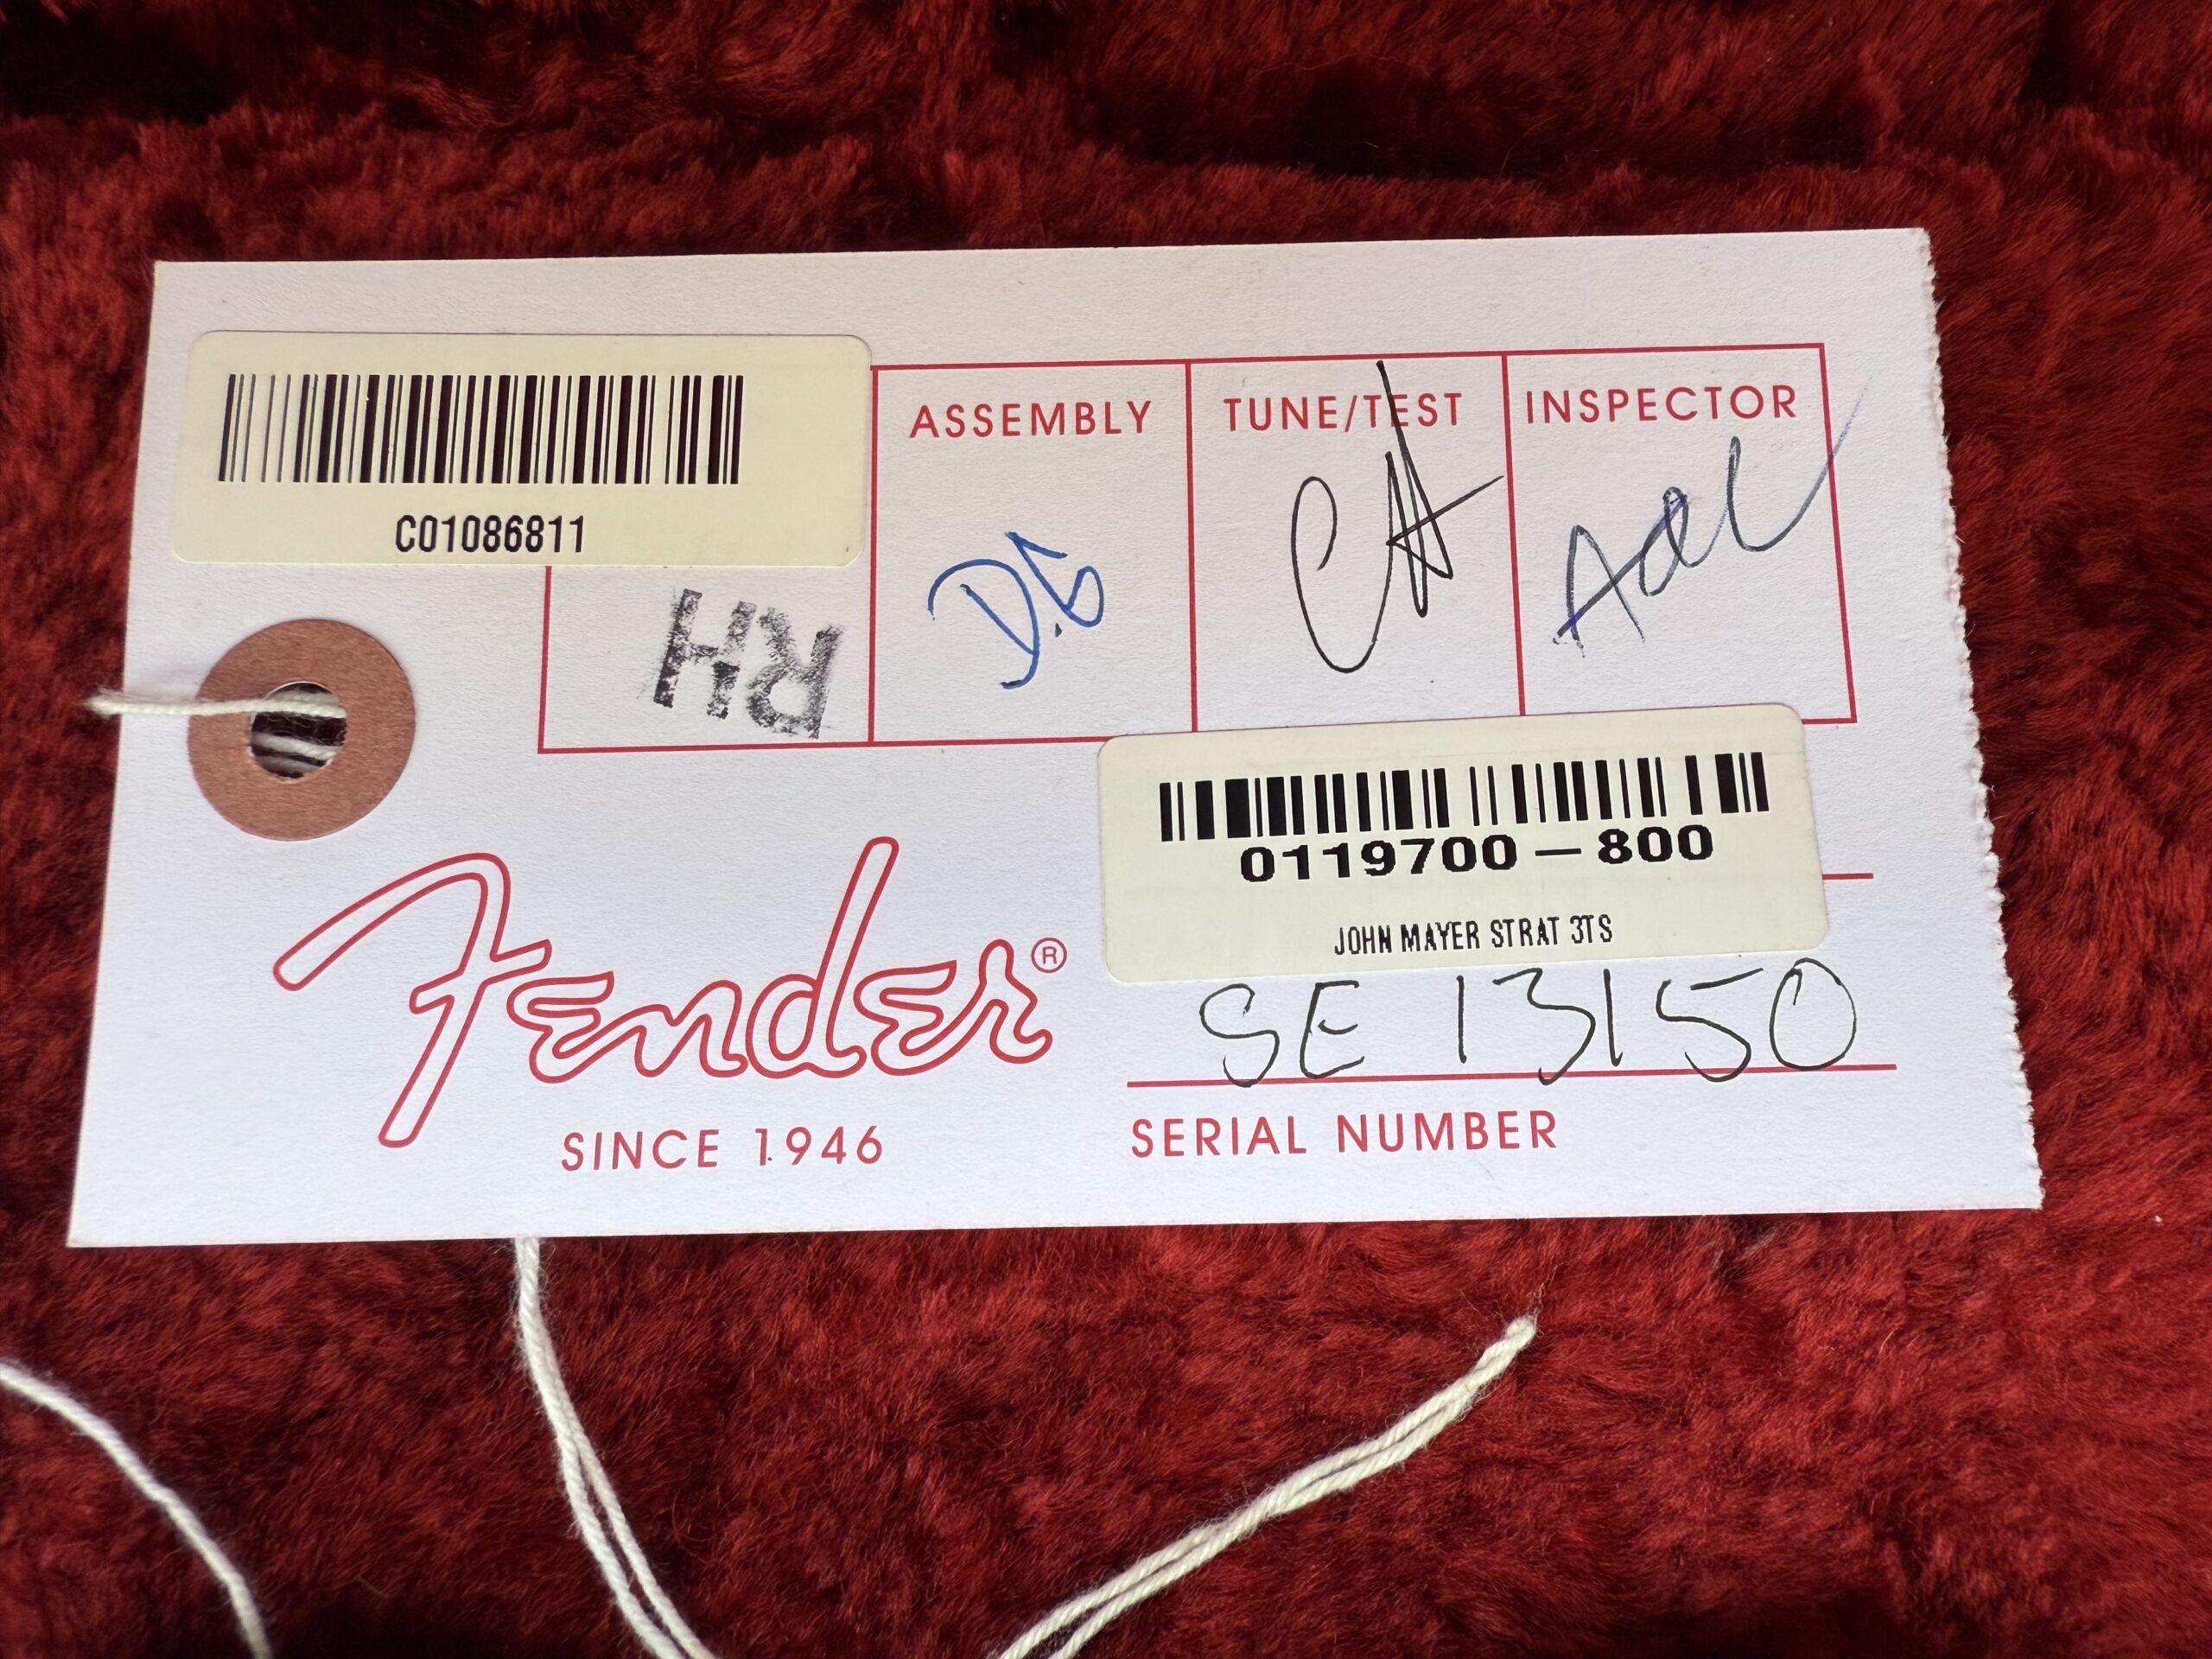 C01086811
RH
ASSEMBLY
D.G
TUNE/TEST
CA
INSPECTOR
0119700-800
JOHN MAYER STRAT 3TS
SE 13150
SERIAL NUMBER
Fender®
SINCE 1946